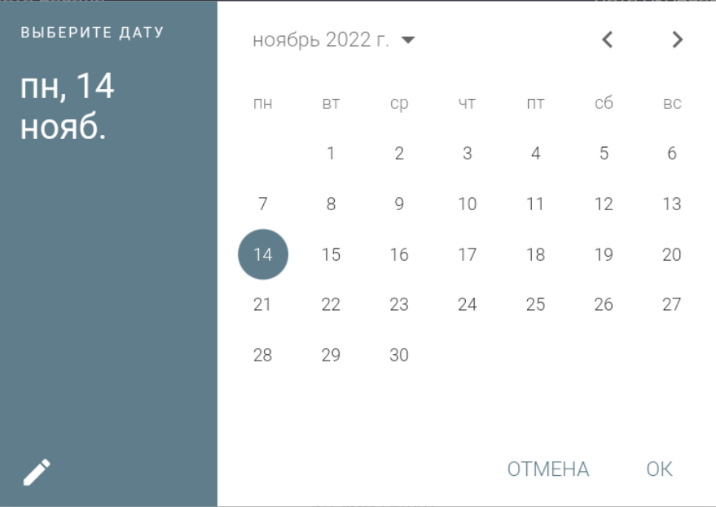 ВЫБЕРИТЕ ДАТУ
пн, 14
нояб.
ноябрь 2022 г.
пн вт ср чт пт сб вс
1 2 3 4 5 6
7 8 9 10 11 12 13
14 15 16 17 18 19 20
21 22 23 24 25 26 27
28 29 30
ОТМЕНА ОК